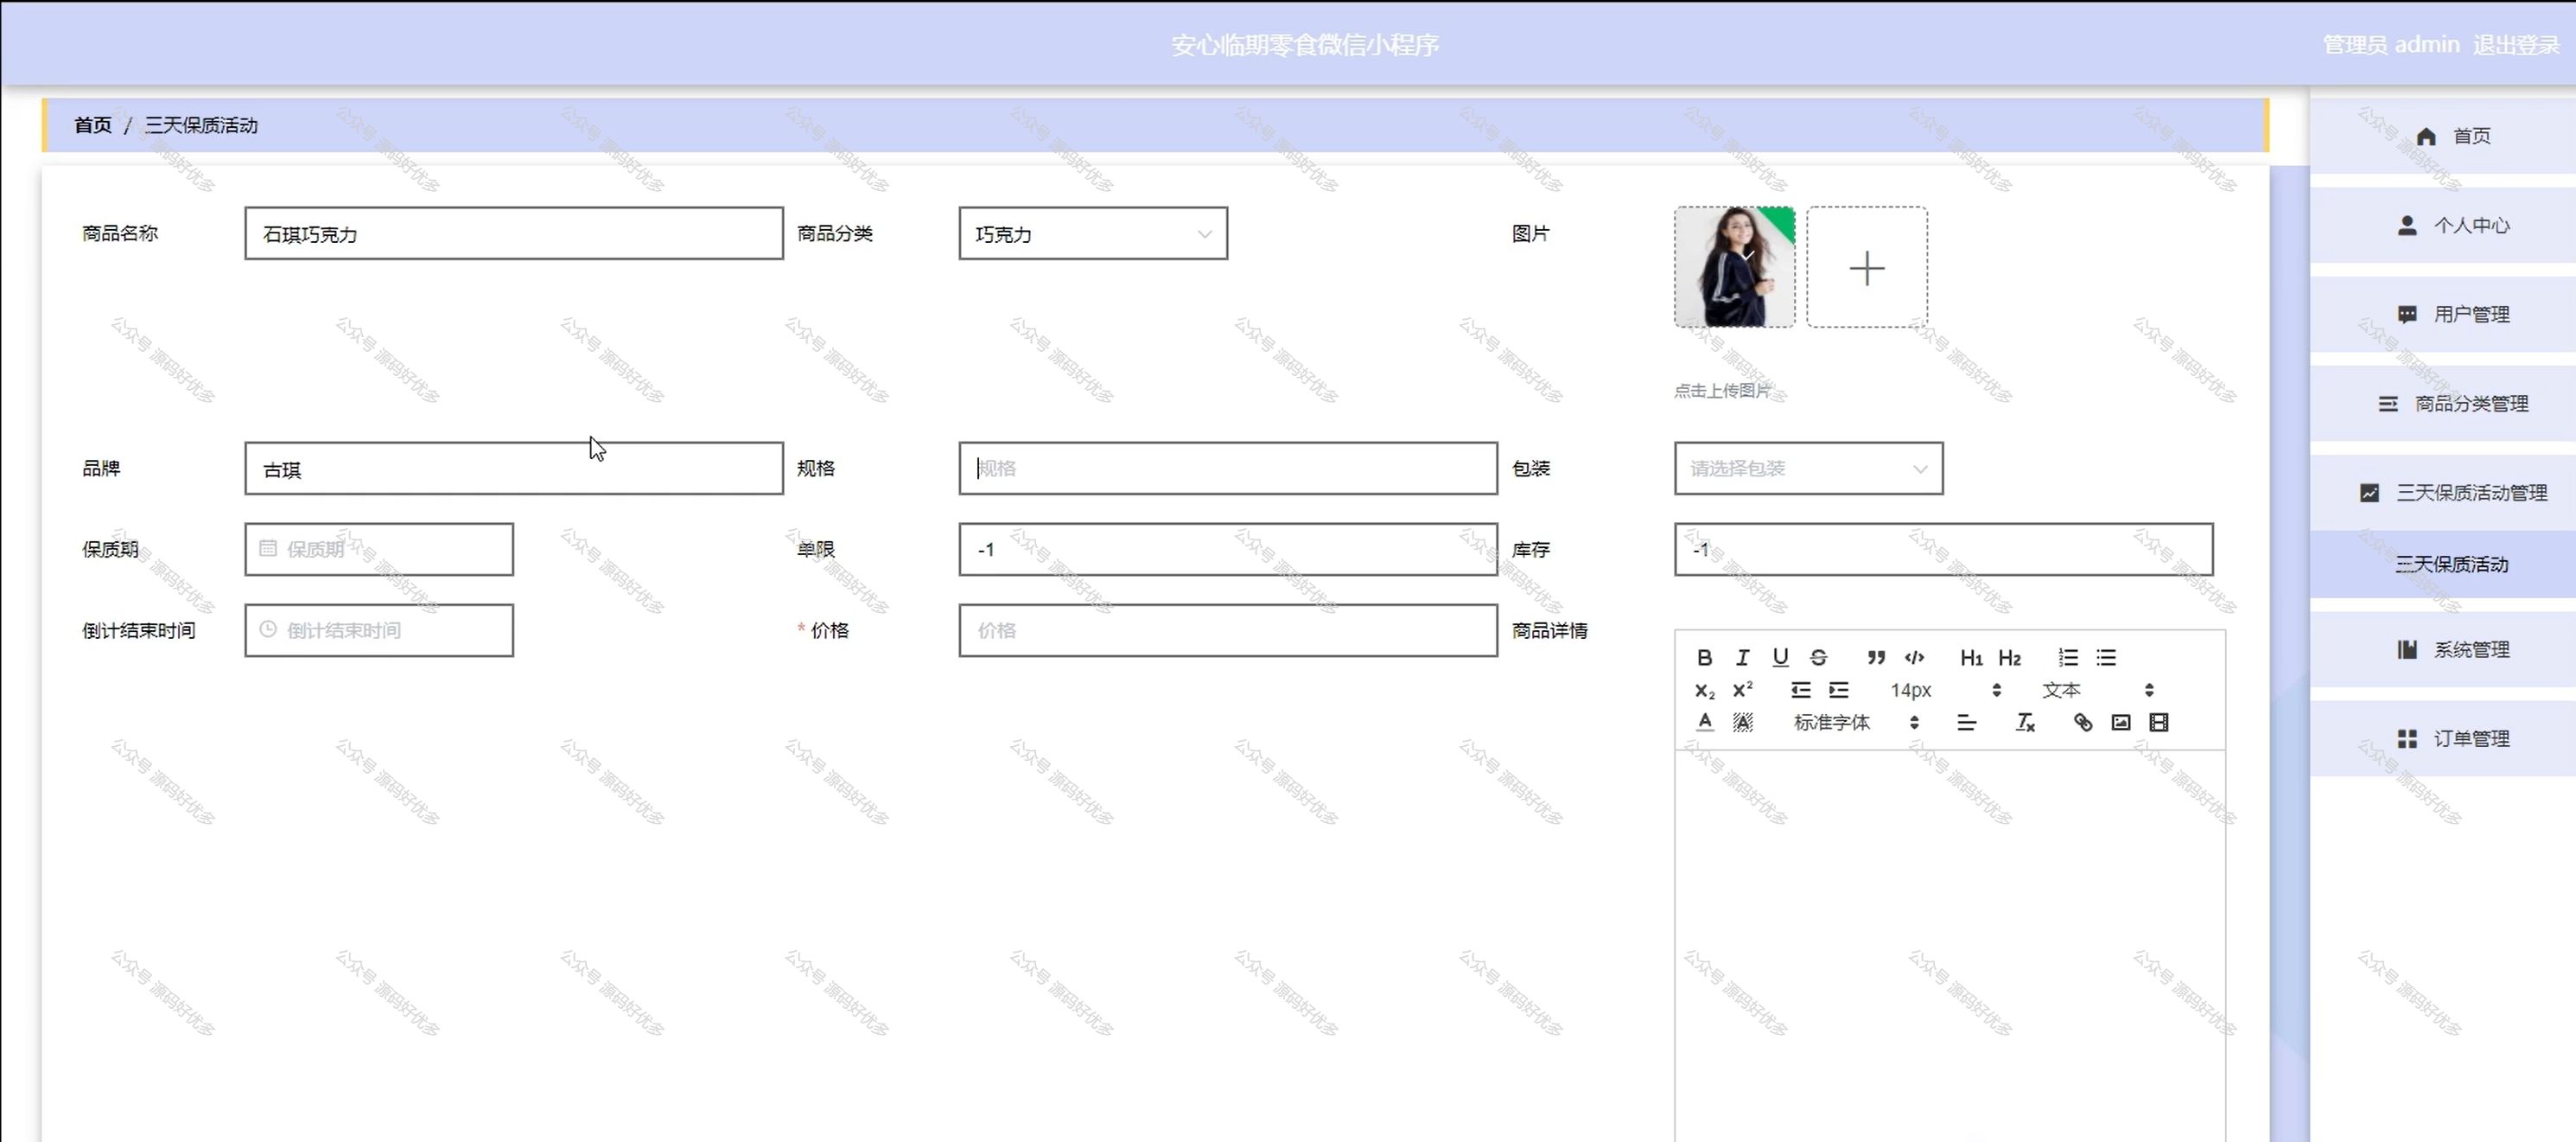 安心临期零食微信小程序
管理员 admin 退出登录
首页 / 三天保质活动
商品名称 石琪巧克力 商品分类 巧克力 图片
点击上传图片
品牌 古琪 规格 规格 包装 请选择包装
保质期 保质期 单限 -1 库存 -1
倒计结束时间 倒计结束时间 * 价格 价格 商品详情
B I U S H1 H2
X2 X2 14px 文本
A A 标准字体 Tx
首页
个人中心
用户管理
商品分类管理
三天保质活动管理
三天保质活动
系统管理
订单管理
公众号 源码好优多